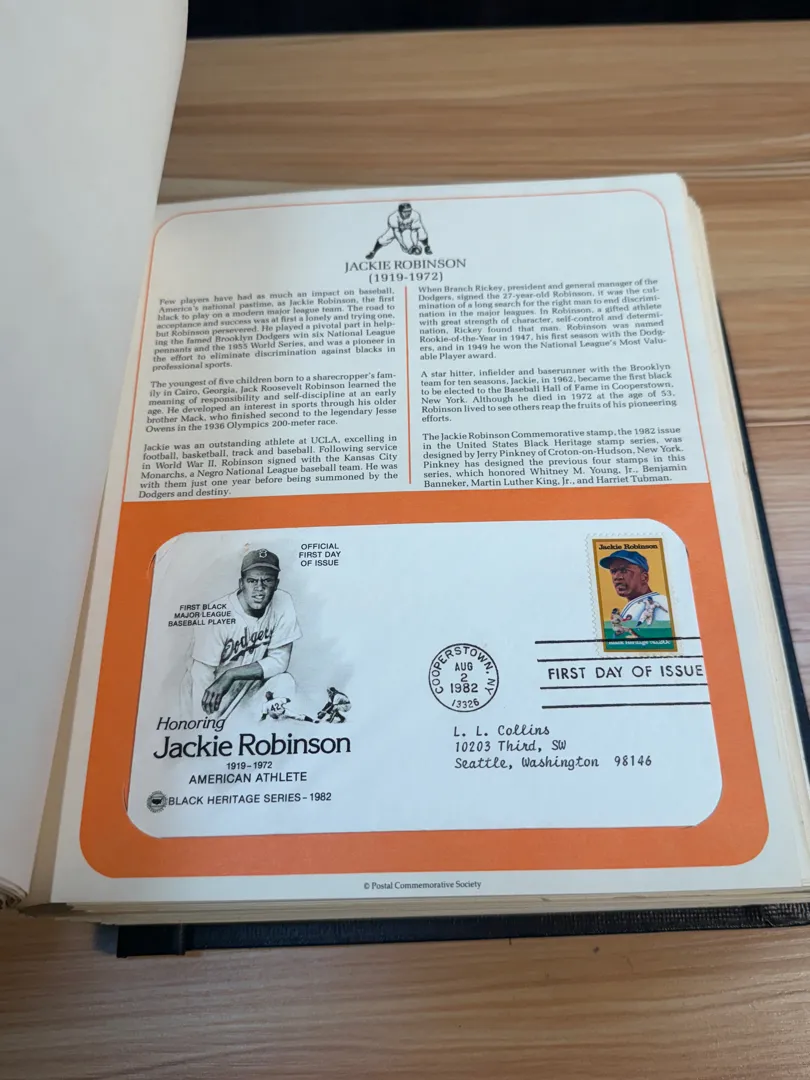 JACKIE ROBINSON
(1919-1972)
Few players have had as much an impact on baseball,
America's national pastime, as Jackie Robinson, the first
black to play on a modern major league team. The road to
acceptance and success was at first a lonely and trying one,
but Robinson persevered. He played a pivotal part in help-
ing the famed Brooklyn Dodgers win six National League
pennants and the 1955 World Series, and was a pioneer in
the effort to eliminate discrimination against blacks in
professional sports.
The youngest of five children born to a sharecropper's fam-
ily in Cairo, Georgia, Jack Roosevelt Robinson learned the
meaning of responsibility and self-discipline at an early
age. He developed an interest in sports through his older
brother Mack, who finished second to the legendary Jesse
Owens in the 1936 Olympics 200-meter race.
Jackie was an outstanding athlete at UCLA, excelling in
football, basketball, track and baseball. Following service
in World War II, Robinson signed with the Kansas City
Monarchs, a Negro National League baseball team. He was
with them just one year before being summoned by the
Dodgers and destiny.
When Branch Rickey, president and general manager of the
Dodgers, signed the 27-year-old Robinson, it was the cul-
mination of a long search for the right man to end discrimi-
nation in the major leagues. In Robinson, a gifted athlete
with great strength of character, self-control and determi-
nation, Rickey found that man. Robinson was named
Rookie-of-the-Year in 1947, his first season with the Dodg-
ers, and in 1949 he won the National League's Most Valu-
able Player award.
A star hitter, infielder and baserunner with the Brooklyn
team for ten seasons, Jackie, in 1962, became the first black
to be elected to the Baseball Hall of Fame in Cooperstown,
New York. Although he died in 1972 at the age of 53,
Robinson lived to see others reap the fruits of his pioneering
efforts.
The Jackie Robinson Commemorative stamp, the 1982 issue
in the United States Black Heritage stamp series, was
designed by Jerry Pinkney of Croton-on-Hudson, New York.
Pinkney has designed the previous four stamps in this
series, which honored Whitney M. Young, Jr., Benjamin
Banneker, Martin Luther King, Jr., and Harriet Tubman.
OFFICIAL
FIRST DAY
OF ISSUE
FIRST BLACK
MAJOR LEAGUE
BASEBALL PLAYER
B
Dodgers
42
Honoring
Jackie Robinson
1919-1972
AMERICAN ATHLETE
BLACK HERITAGE SERIES - 1982
Jackie Robinson
Black Heritage USA 20c
COOPERSTOWN, NY
AUG
2
1982
13326
FIRST DAY OF ISSUE
L. L. Collins
10203 Third, SW
Seattle, Washington 98146
© Postal Commemorative Society